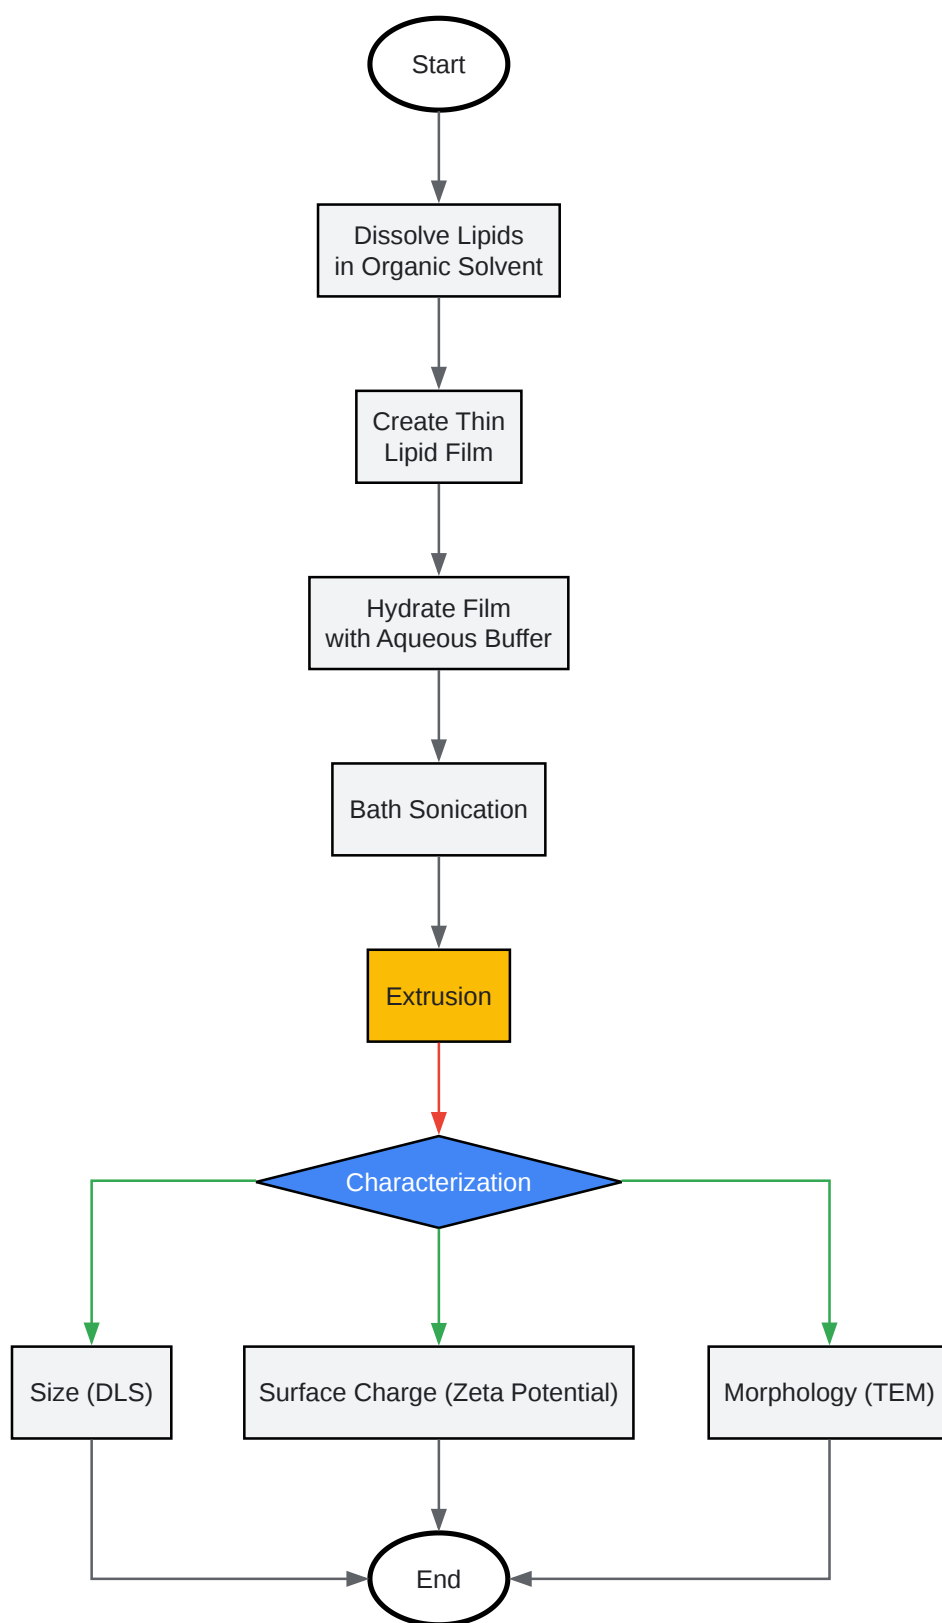 Start
Dissolve Lipids
in Organic Solvent
Create Thin
Lipid Film
Hydrate Film
with Aqueous Buffer
Bath Sonication
Extrusion
Characterization
Size (DLS)
Surface Charge (Zeta Potential)
Morphology (TEM)
End